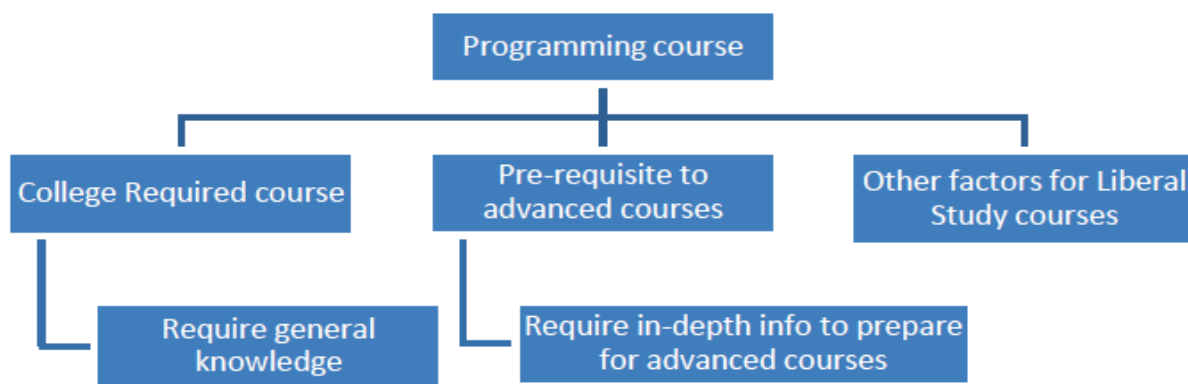 Programming course
College Required course
Pre-requisite to
advanced courses
Other factors for Liberal
Study courses
Require general
knowledge
Require in-depth info to prepare
for advanced courses